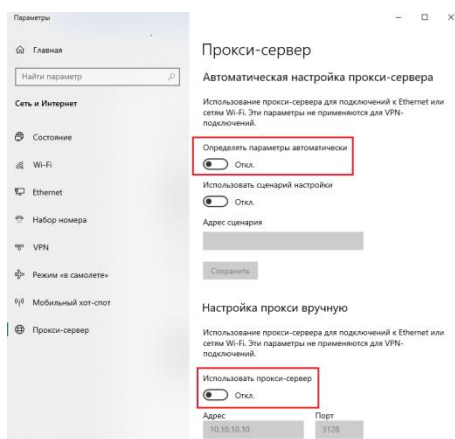 Параметры
Главная
Найти параметр
Сеть и Интернет
Состояние
Wi-Fi
Ethernet
Набор номера
VPN
Режим «в самолете»
Мобильный хот-спот
Прокси-сервер
Прокси-сервер
Автоматическая настройка прокси-сервера
Использование прокси-сервера для подключений к Ethernet или
сетям Wi-Fi. Эти параметры не применяются для VPN-
подключений.
Определять параметры автоматически
Откл.
Использовать сценарий настройки
Откл.
Адрес сценария
Сохранить
Настройка прокси вручную
Использование прокси-сервера для подключений к Ethernet или
сетям Wi-Fi. Эти параметры не применяются для VPN-
подключений.
Использовать прокси-сервер
Откл.
Адрес Порт
10.10.10.10 3128